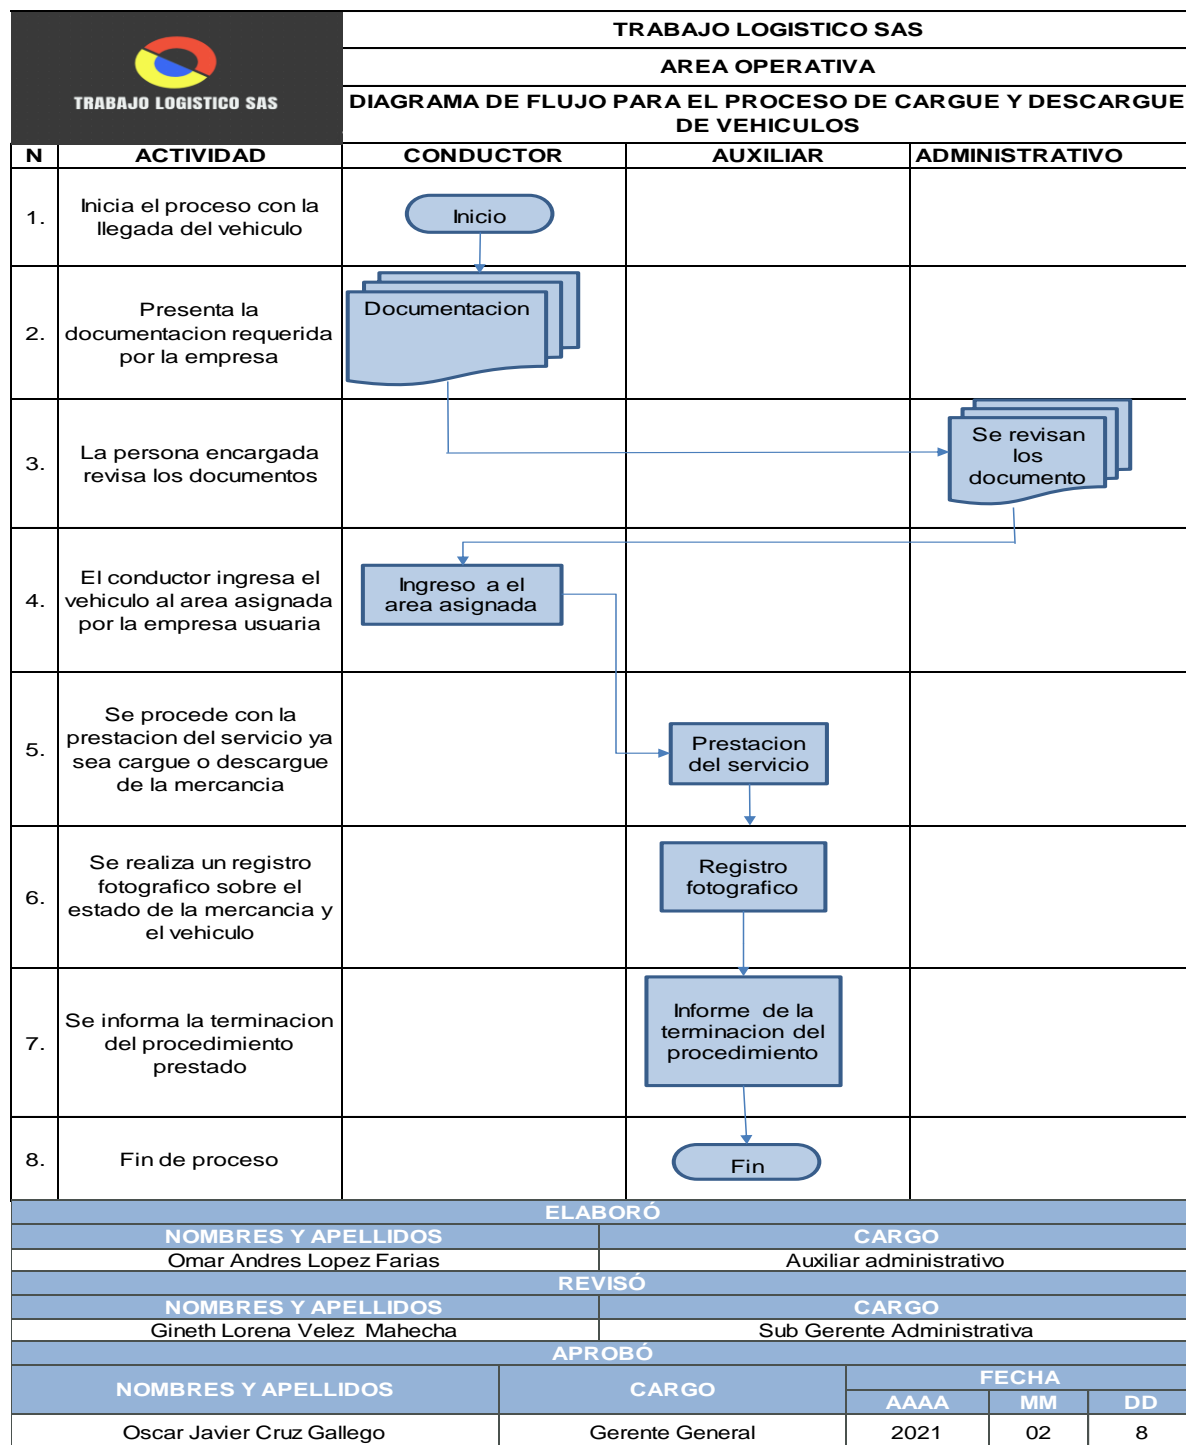 TRABAJO LOGISTICO SAS
TRABAJO LOGISTICO SAS
AREA OPERATIVA
DIAGRAMA DE FLUJO PARA EL PROCESO DE CARGUE Y DESCARGUE
DE VEHICULOS
N ACTIVIDAD CONDUCTOR AUXILIAR ADMINISTRATIVO
1.
Inicia el proceso con la
llegada del vehiculo
Inicio
2.
Presenta la
documentacion requerida
por la empresa
Documentacion
3.
La persona encargada
revisa los documentos
Se revisan
los
documento
4.
El conductor ingresa el
vehiculo al area asignada
por la empresa usuaria
Ingreso a el
area asignada
5.
Se procede con la
prestacion del servicio ya
sea cargue o descargue
de la mercancia
Prestacion
del servicio
6.
Se realiza un registro
fotografico sobre el
estado de la mercancia y
el vehiculo
Registro
fotografico
7.
Se informa la terminacion
del procedimiento
prestado
Informe de la
terminacion del
procedimiento
8.
Fin de proceso
Fin
ELABORÓ
NOMBRES Y APELLIDOS CARGO
Omar Andres Lopez Farias Auxiliar administrativo
REVISÓ
NOMBRES Y APELLIDOS CARGO
Gineth Lorena Velez Mahecha Sub Gerente Administrativa
APROBÓ
NOMBRES Y APELLIDOS CARGO FECHA
AAAA MM DD
Oscar Javier Cruz Gallego Gerente General 2021 02 8